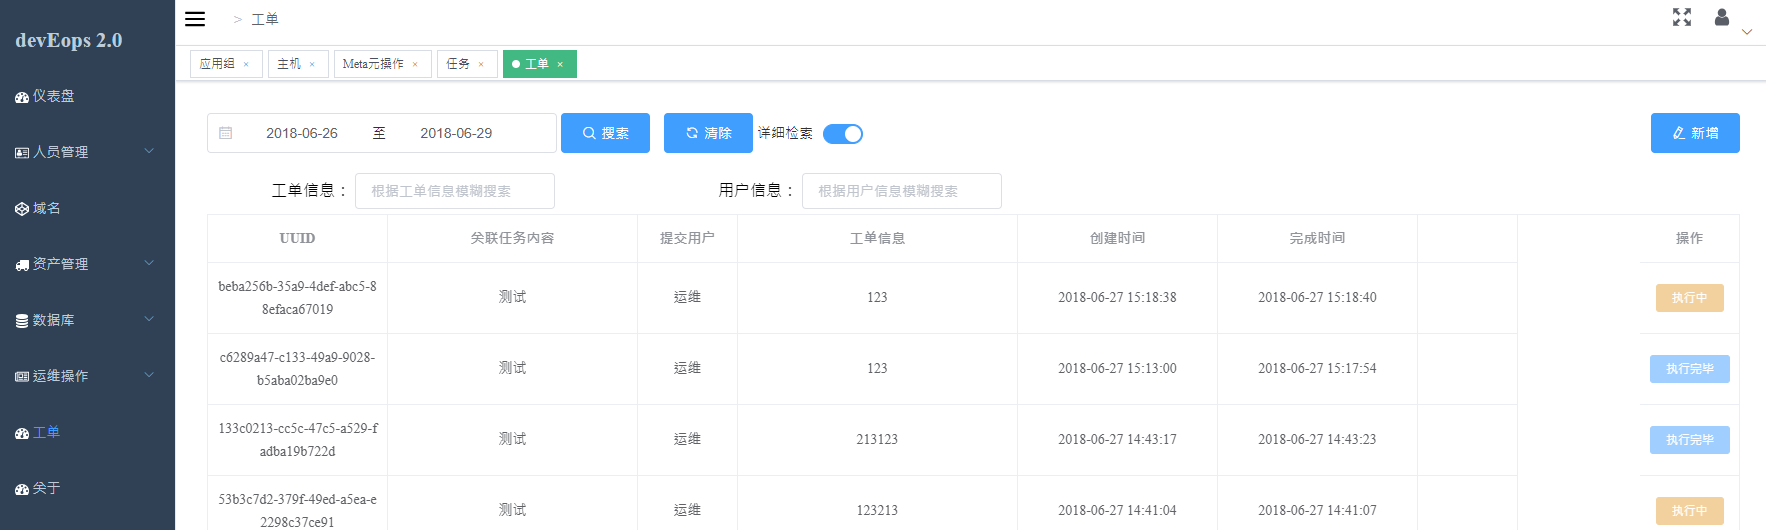 devEops 2.0
仪表盘
人员管理
域名
资产管理
数据库
运维操作
工单
关于
> 工单
应用组 × 主机 × Meta元操作 × 任务 × 工单 ×
2018-06-26 至 2018-06-29 搜索 清除 详细检索 新增
工单信息： 根据工单信息模糊搜索 用户信息： 根据用户信息模糊搜索
UUID 关联任务内容 提交用户 工单信息 创建时间 完成时间 操作
beba256b-35a9-4def-abc5-8
8efaca67019 测试 运维 123 2018-06-27 15:18:38 2018-06-27 15:18:40 执行中
c6289a47-c133-49a9-9028-
b5aba02ba9e0 测试 运维 123 2018-06-27 15:13:00 2018-06-27 15:17:54 执行完毕
133c0213-cc5c-47c5-a529-f
adba19b722d 测试 运维 213123 2018-06-27 14:43:17 2018-06-27 14:43:23 执行完毕
53b3c7d2-379f-49ed-a5ea-e
2298c37ce91 测试 运维 123213 2018-06-27 14:41:04 2018-06-27 14:41:07 执行中